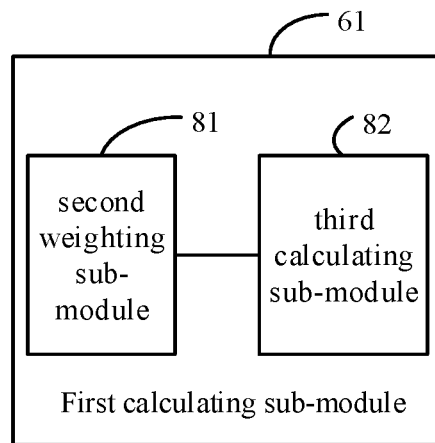 61
81
82
second
weighting
sub-
module
third
calculating
sub-module
First calculating sub-module